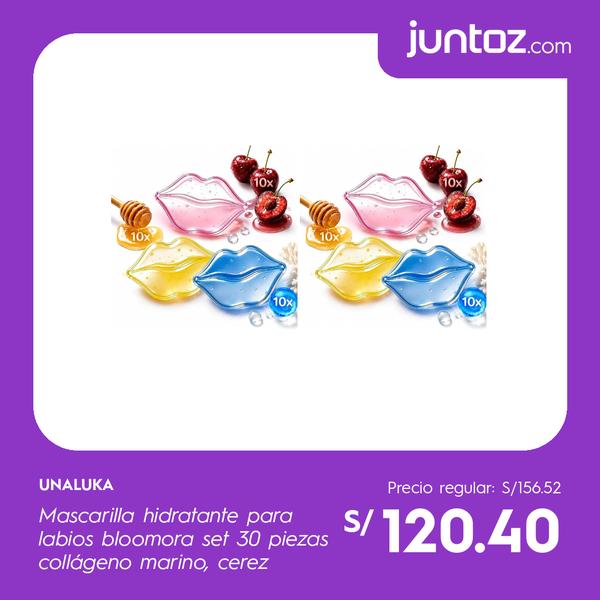 juntoz.com
10x
10x
10x
10x
10x
10x
UNALUKA
Mascarilla hidratante para
labios bloomora set 30 piezas
collágeno marino, cerez
Precio regular: S/156.52
S/120.40